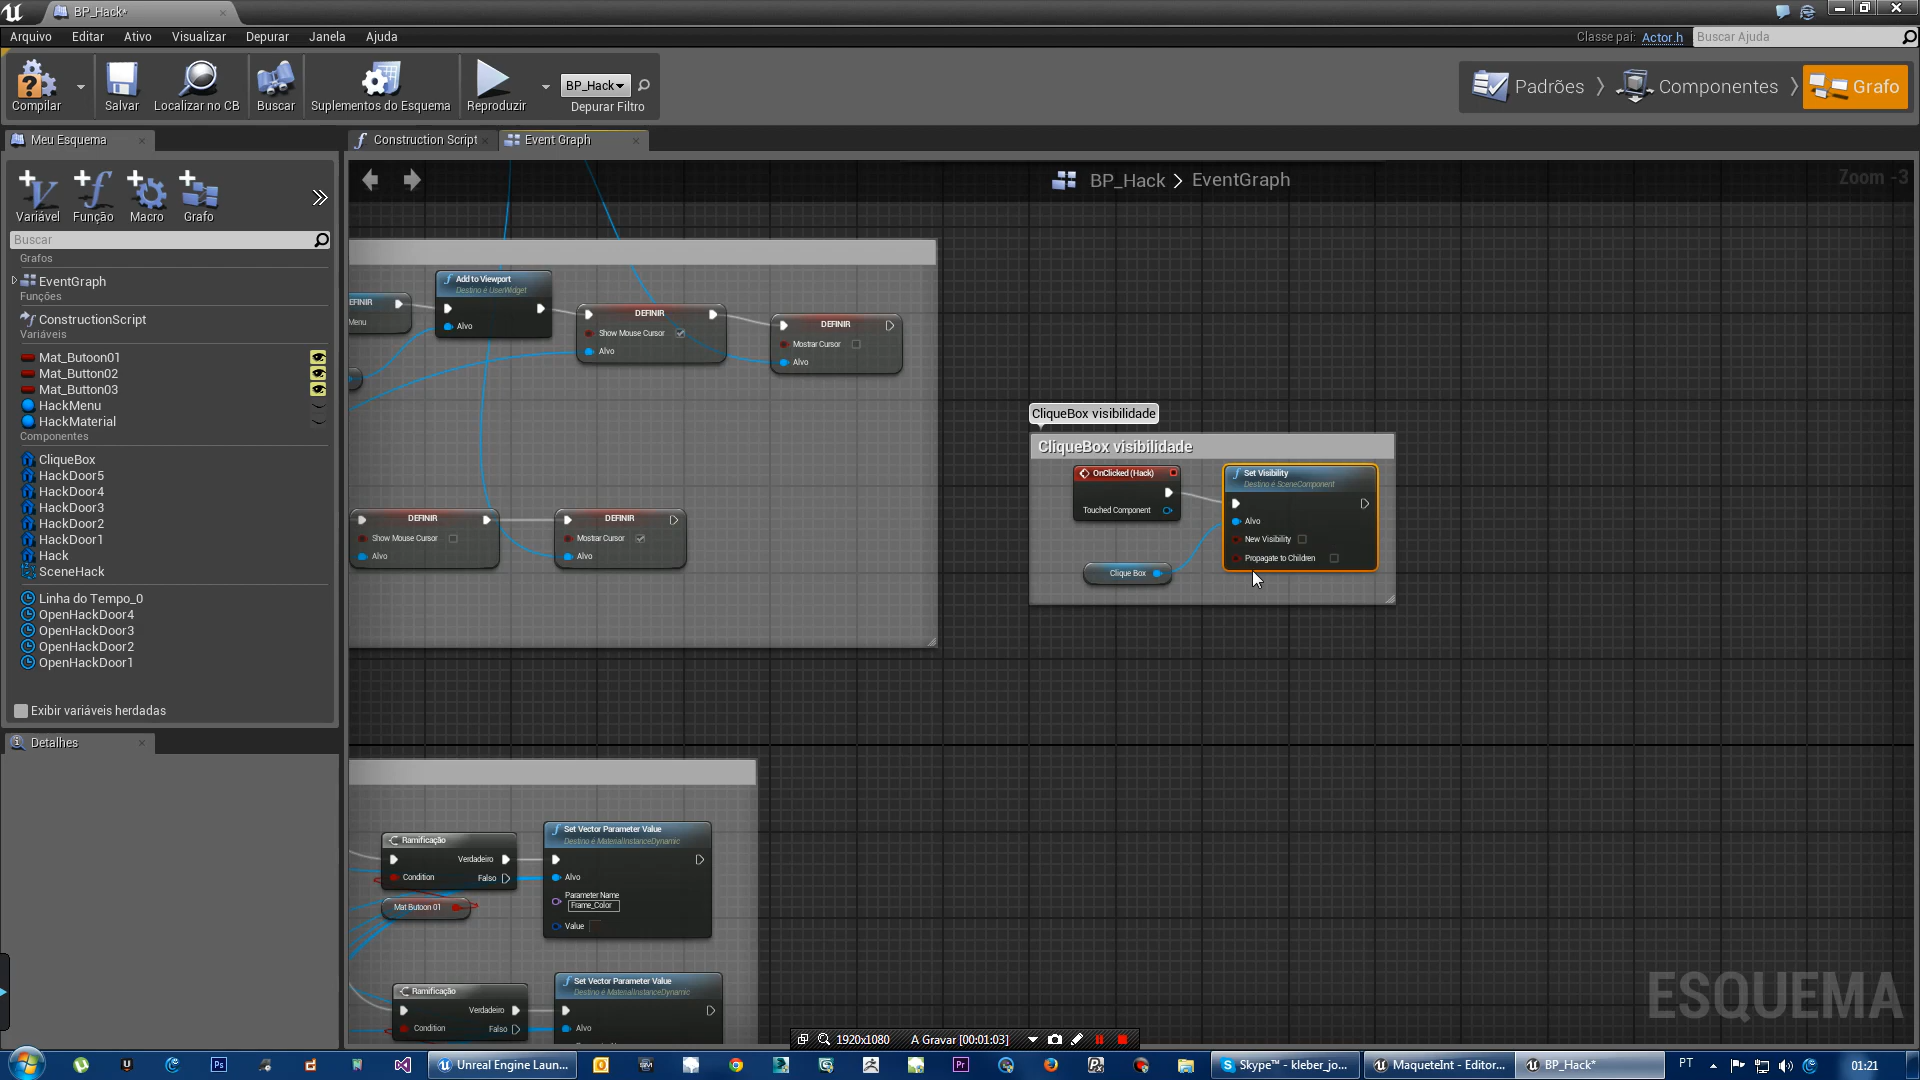 BP_Hack*
Arquivo Editar Ativo Visualizar Depurar Janela Ajuda
Classe pai: Actor.h Buscar Ajuda
Compilar Salvar Localizar no CB Buscar Suplementos do Esquema Reproduzir
BP_Hack
Depurar Filtro
Padrões Componentes Grafo
Meu Esquema
Construction Script Event Graph
BP_Hack > EventGraph
Zoom -3
Variável Função Macro Grafo
Buscar
Grafos
EventGraph
Funções
ConstructionScript
Variáveis
Mat_Butoon01
Mat_Button02
Mat_Button03
HackMenu
HackMaterial
Componentes
CliqueBox
HackDoor5
HackDoor4
HackDoor3
HackDoor2
HackDoor1
Hack
SceneHack
Linha do Tempo_0
OpenHackDoor4
OpenHackDoor3
OpenHackDoor2
OpenHackDoor1
Exibir variáveis herdadas
Detalhes
EFINIR
Menu
Add to Viewport
Destino é UserWidget
Alvo
DEFINIR
Show Mouse Cursor
Alvo
DEFINIR
Mostrar Cursor
Alvo
DEFINIR
Show Mouse Cursor
Alvo
DEFINIR
Mostrar Cursor
Alvo
CliqueBox visibilidade
CliqueBox visibilidade
OnClicked (Hack)
Touched Component
Clique Box
Set Visibility
Destino é SceneComponent
Alvo
New Visibility
Propagate to Children
Ramificação
Verdadeiro
Condition Falso
Mat Butoon 01
Set Vector Parameter Value
Destino é MaterialInstanceDynamic
Alvo
Parameter Name
Frame_Color
Value
Ramificação
Verdadeiro
Condition Falso
Set Vector Parameter Value
Destino é MaterialInstanceDynamic
Alvo
ESQUEMA
1920x1080 A Gravar [00:01:03]
Unreal Engine Laun...
Skype™ - kleber_jo...
MaqueteInt - Editor...
BP_Hack*
PT
01:21